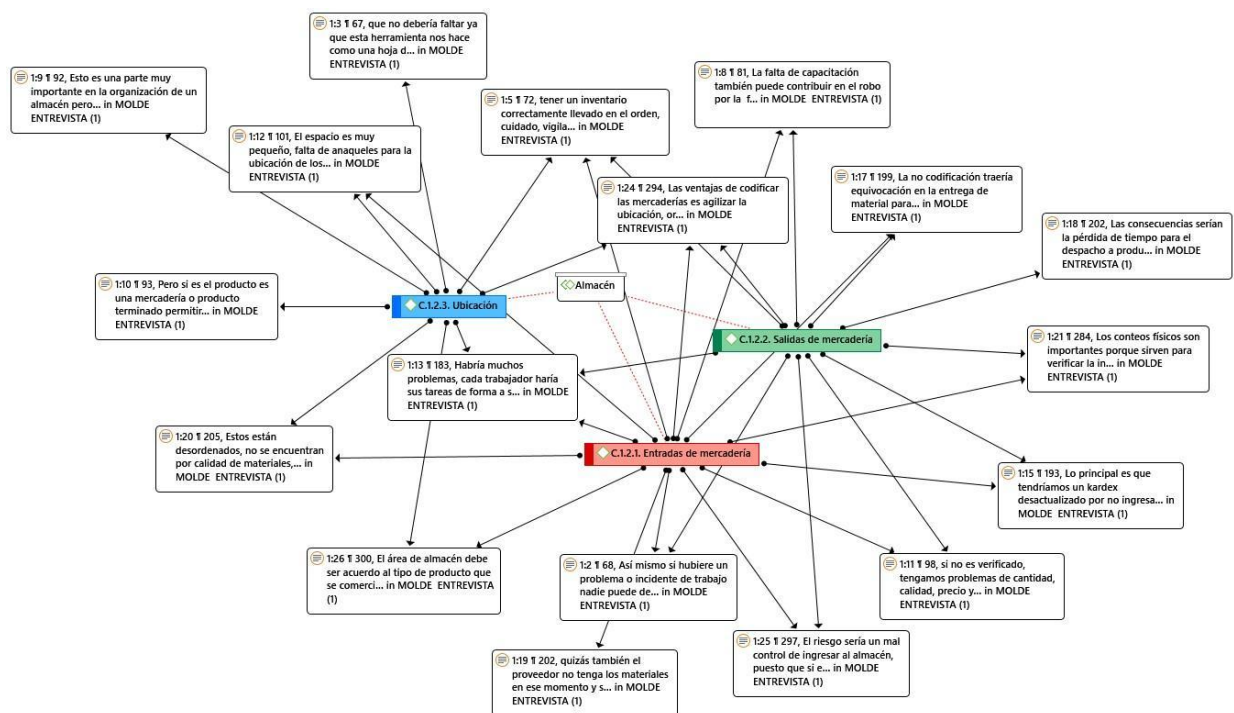 1:3 ¶ 67, que no debería faltar ya
que esta herramienta nos hace
como una hoja d... in MOLDE
ENTREVISTA (1)
1:9 ¶ 92, Esto es una parte muy
importante en la organización de un
almacén pero... in MOLDE
ENTREVISTA (1)
1:12 ¶ 101, El espacio es muy
pequeño, falta de anaqueles para la
ubicación de los... in MOLDE
ENTREVISTA (1)
1:5 ¶ 72, tener un inventario
correctamente llevado en el orden,
cuidado, vigila... in MOLDE
ENTREVISTA (1)
1:8 ¶ 81, La falta de capacitación
también puede contribuir en el robo
por la f... in MOLDE ENTREVISTA (1)
1:24 ¶ 294, Las ventajas de codificar
las mercaderías es agilizar la
ubicación, or... in MOLDE
ENTREVISTA (1)
1:17 ¶ 199, La no codificación traería
equivocación en la entrega de
material para... in MOLDE
ENTREVISTA (1)
1:18 ¶ 202, Las consecuencias serían
la pérdida de tiempo para el
despacho a produ... in MOLDE
ENTREVISTA (1)
1:10 ¶ 93, Pero si es el producto es
una mercadería o producto
terminado permitir... in MOLDE
ENTREVISTA (1)
C.1.2.3. Ubicación
Almacén
C.1.2.2. Salidas de mercadería
1:21 ¶ 284, Los conteos físicos son
importantes porque sirven para
verificar la in... in MOLDE
ENTREVISTA (1)
1:13 ¶ 183, Habría muchos
problemas, cada trabajador haría
sus tareas de forma a s... in MOLDE
ENTREVISTA (1)
1:20 ¶ 205, Estos están
desordenados, no se encuentran
por calidad de materiales,... in
MOLDE ENTREVISTA (1)
C.1.2.1. Entradas de mercadería
1:15 ¶ 193, Lo principal es que
tendríamos un kardex
desactualizado por no ingresa... in
MOLDE ENTREVISTA (1)
1:26 ¶ 300, El área de almacén debe
ser acuerdo al tipo de producto que
se comerci... in MOLDE ENTREVISTA
(1)
1:2 ¶ 68, Así mismo si hubiere un
problema o incidente de trabajo
nadie puede de... in MOLDE
ENTREVISTA (1)
1:11 ¶ 98, si no es verificado,
tengamos problemas de cantidad,
calidad, precio y... in MOLDE
ENTREVISTA (1)
1:19 ¶ 202, quizás también el
proveedor no tenga los materiales
en ese momento y s... in MOLDE
ENTREVISTA (1)
1:25 ¶ 297, El riesgo sería un mal
control de ingresar al almacén,
puesto que si e... in MOLDE
ENTREVISTA (1)